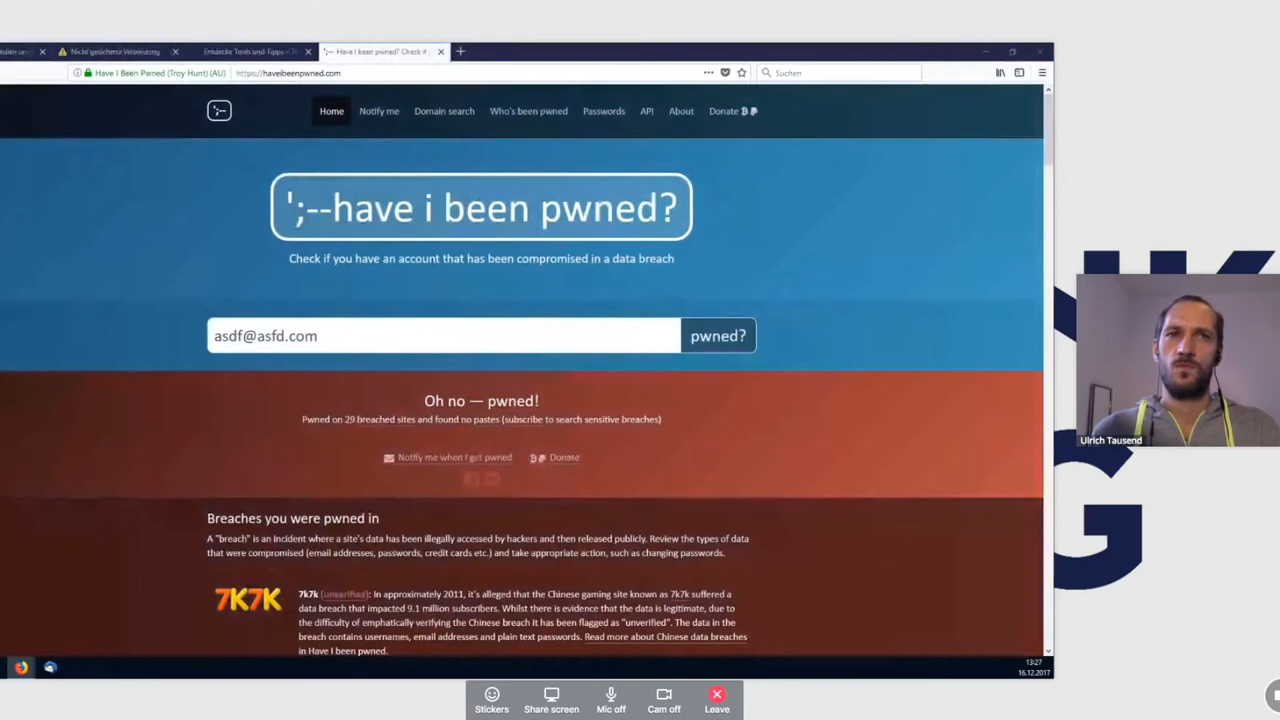 Nicht gesicherte Verbindung
Entdecke Tools und Tipps
';-- Have I been pwned? Check if
Have I Been Pwned (Troy Hunt) (AU)
https://haveibeenpwned.com
Suchen
';--
Home
Notify me
Domain search
Who's been pwned
Passwords
API
About
Donate
';--have i been pwned?
Check if you have an account that has been compromised in a data breach
asdf@asfd.com
pwned?
Oh no — pwned!
Pwned on 29 breached sites and found no pastes (subscribe to search sensitive breaches)
Notify me when I get pwned
Donate
Breaches you were pwned in
A "breach" is an incident where a site's data has been illegally accessed by hackers and then released publicly. Review the types of data
that were compromised (email addresses, passwords, credit cards etc.) and take appropriate action, such as changing passwords.
7K7K
7k7k (unverified): In approximately 2011, it's alleged that the Chinese gaming site known as 7k7k suffered a
data breach that impacted 9.1 million subscribers. Whilst there is evidence that the data is legitimate, due to
the difficulty of emphatically verifying the Chinese breach it has been flagged as "unverified". The data in the
breach contains usernames, email addresses and plain text passwords. Read more about Chinese data breaches
in Have I been pwned.
13:27
16.12.2017
Ulrich Tausend
G
Stickers
Share screen
Mic off
Cam off
Leave